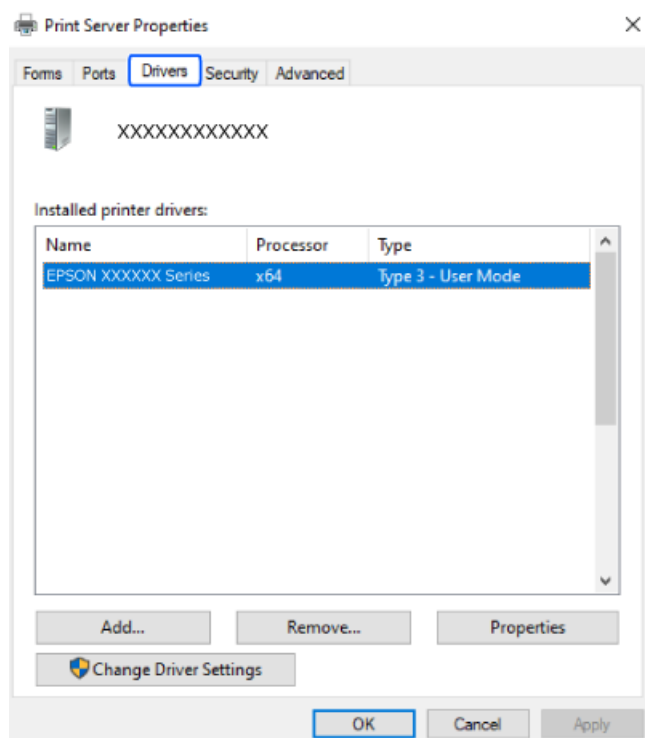 Print Server Properties
Forms Ports Drivers Security Advanced
XXXXXXXXXXXX
Installed printer drivers:
Name Processor Type
EPSON XXXXXX Series x64 Type 3 - User Mode
Add... Remove... Properties
Change Driver Settings
OK Cancel Apply